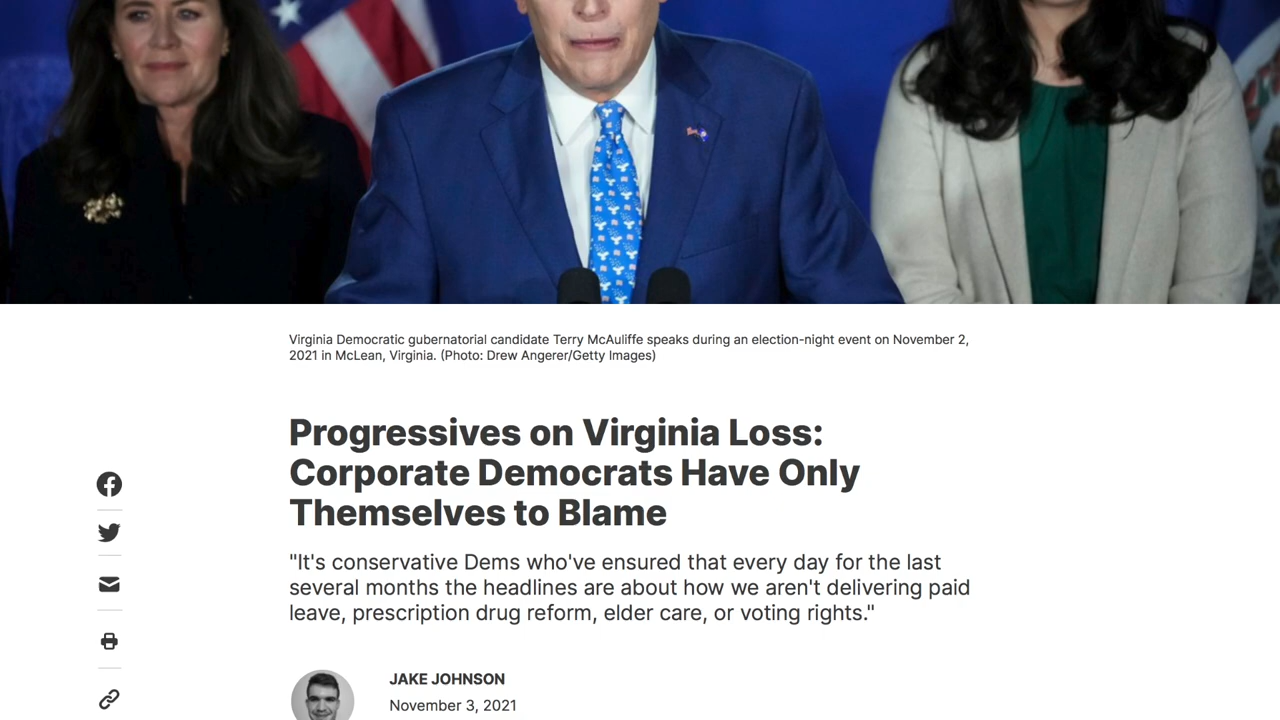 Virginia Democratic gubernatorial candidate Terry McAuliffe speaks during an election-night event on November 2,
2021 in McLean, Virginia. (Photo: Drew Angerer/Getty Images)
Progressives on Virginia Loss:
Corporate Democrats Have Only
Themselves to Blame
"It's conservative Dems who've ensured that every day for the last
several months the headlines are about how we aren't delivering paid
leave, prescription drug reform, elder care, or voting rights."
JAKE JOHNSON
November 3, 2021